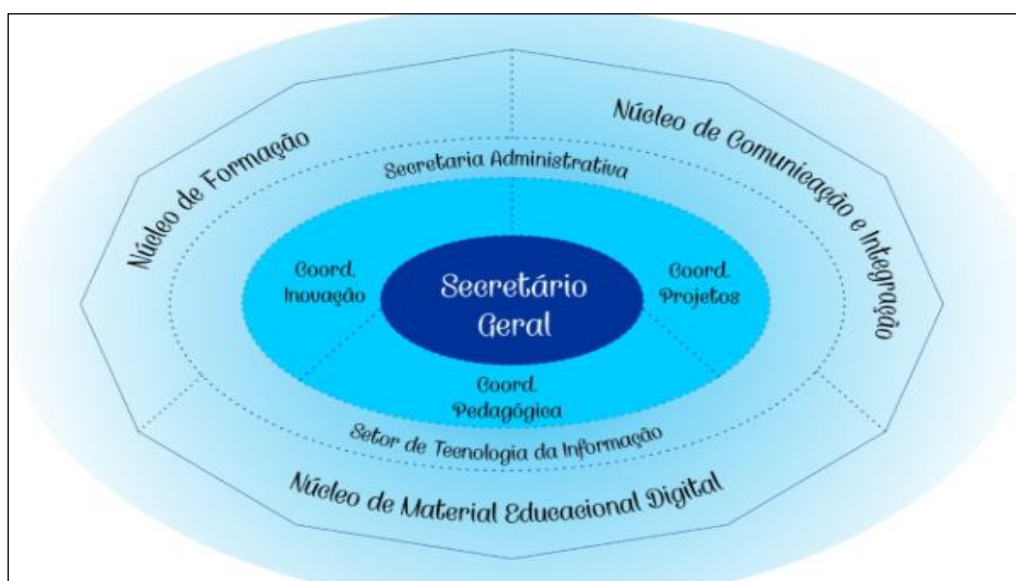 Núcleo de Formação
Núcleo de Comunicação e Integração
Secretaria Administrativa
Coord.
Inovação
Secretário
Geral
Coord.
Projetos
Coord.
Pedagógica
Setor de Tecnologia da Informação
Núcleo de Material Educacional Digital